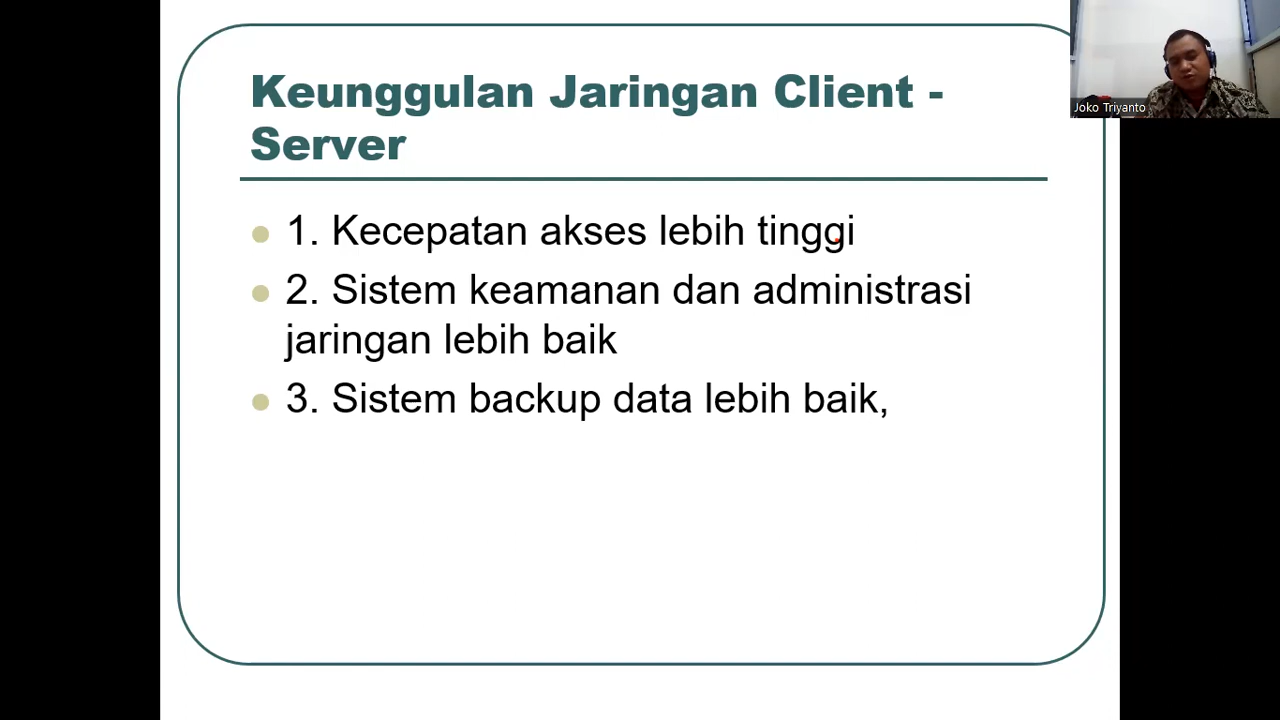 Keunggulan Jaringan Client -
Server
1. Kecepatan akses lebih tinggi
2. Sistem keamanan dan administrasi
jaringan lebih baik
3. Sistem backup data lebih baik,
Joko Triyanto